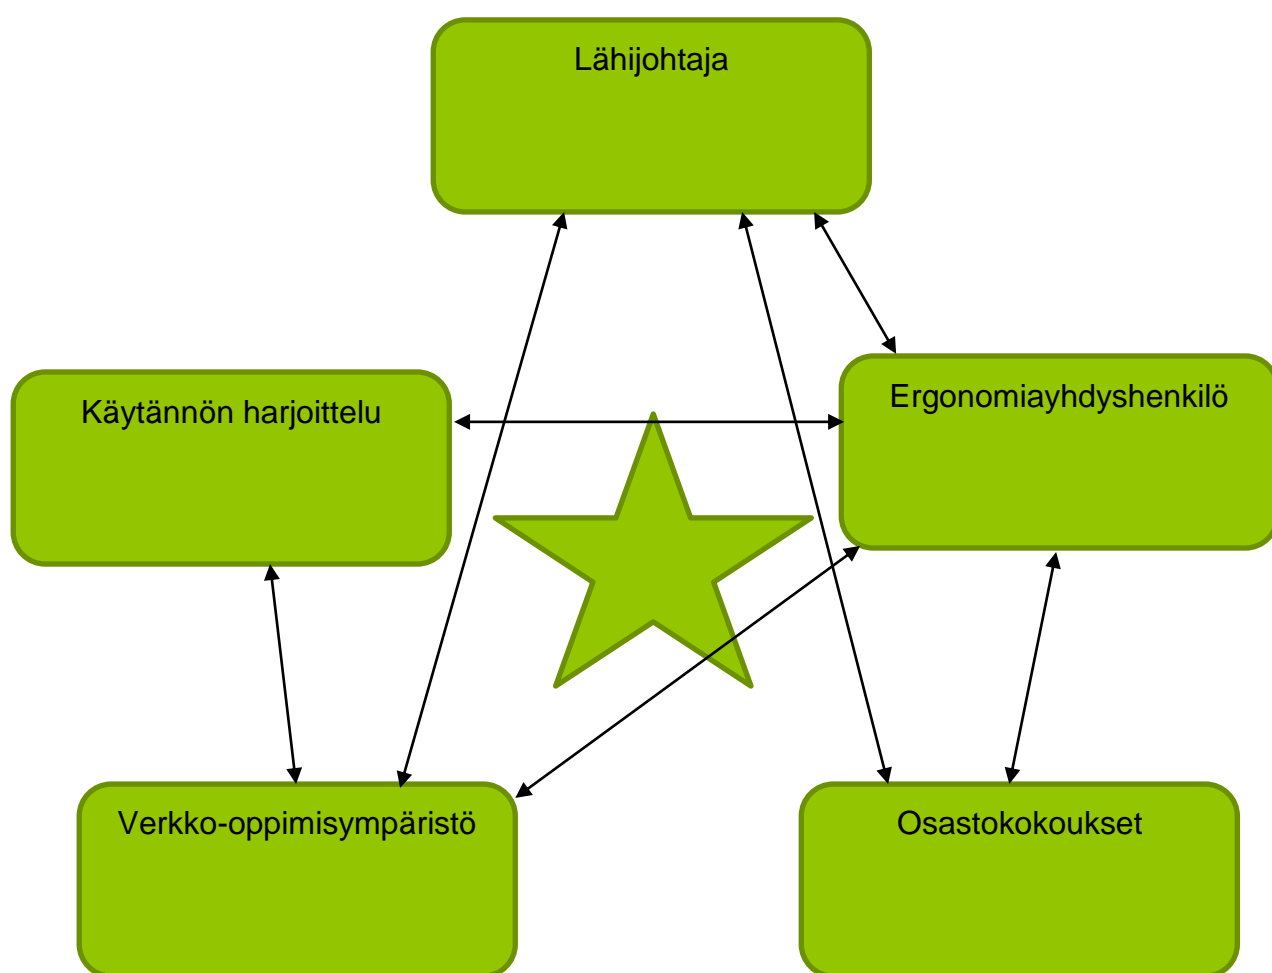 Lähijohtaja
Käytännön harjoittelu
Ergonomiayhdyshenkilö
Verkko-oppimisympäristö
Osastokokoukset